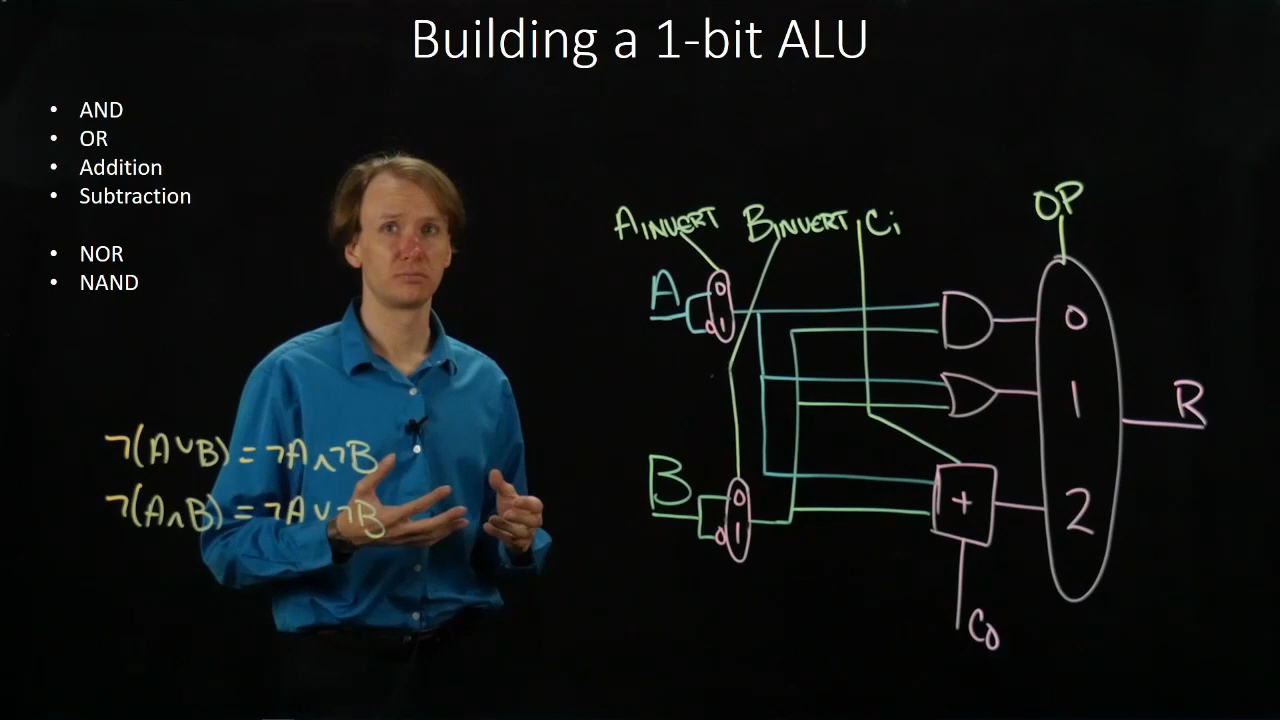 Building a 1-bit ALU
• AND
• OR
• Addition
• Subtraction
• NOR
• NAND
¬(A∨B) = ¬A∧¬B
¬(A∧B) = ¬A∨¬B
AINVERT BINVERT Ci OP
A
0
1
B
0
1
+
0
1
2
R
Co